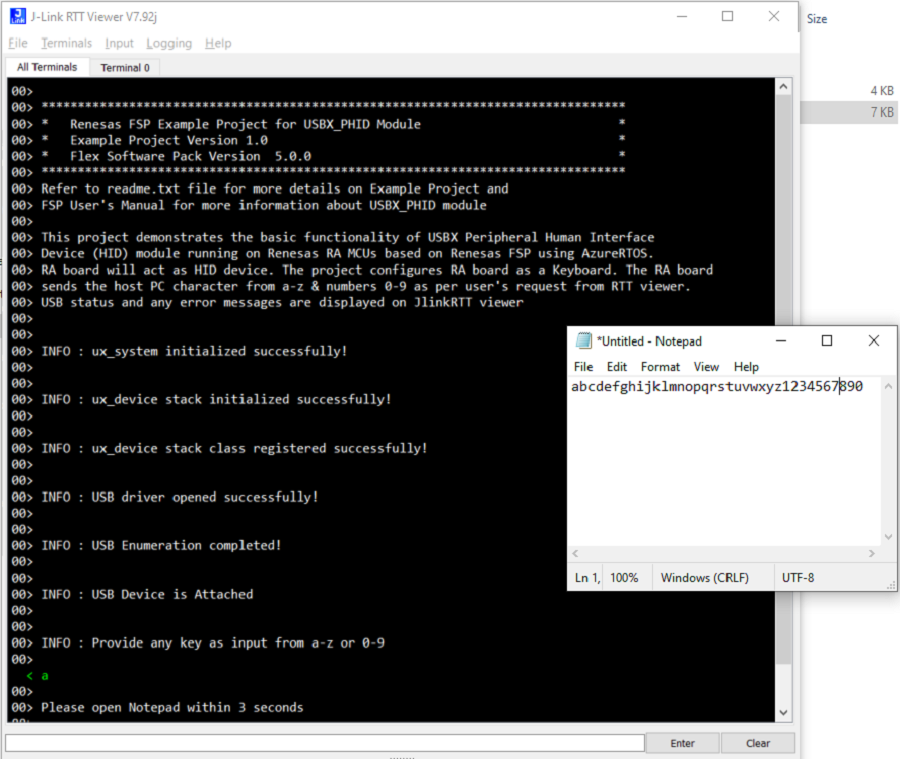 J-Link RTT Viewer V7.92j
File Terminals Input Logging Help
All Terminals Terminal 0
00>
00> *********************************************************************************
00> * Renesas FSP Example Project for USBX_PHID Module *
00> * Example Project Version 1.0 *
00> * Flex Software Pack Version 5.0.0 *
00> *********************************************************************************
00> Refer to readme.txt file for more details on Example Project and
00> FSP User's Manual for more information about USBX_PHID module
00>
00> This project demonstrates the basic functionality of USBX Peripheral Human Interface
00> Device (HID) module running on Renesas RA MCUs based on Renesas FSP using AzureRTOS.
00> RA board will act as HID device. The project configures RA board as a Keyboard. The RA board
00> sends the host PC character from a-z & numbers 0-9 as per user's request from RTT viewer.
00> USB status and any error messages are displayed on JlinkRTT viewer
00>
00>
00> INFO : ux_system initialized successfully!
00>
00>
00> INFO : ux_device stack initialized successfully!
00>
00>
00> INFO : ux_device stack class registered successfully!
00>
00>
00> INFO : USB driver opened successfully!
00>
00>
00> INFO : USB Enumeration completed!
00>
00>
00> INFO : USB Device is Attached
00>
00>
00> INFO : Provide any key as input from a-z or 0-9
00>
< a
00>
00> Please open Notepad within 3 seconds
Enter Clear
Size
4 KB
7 KB
*Untitled - Notepad
File Edit Format View Help
abcdefghijklmnopqrstuvwxyz1234567890
Ln 1, 100% Windows (CRLF) UTF-8